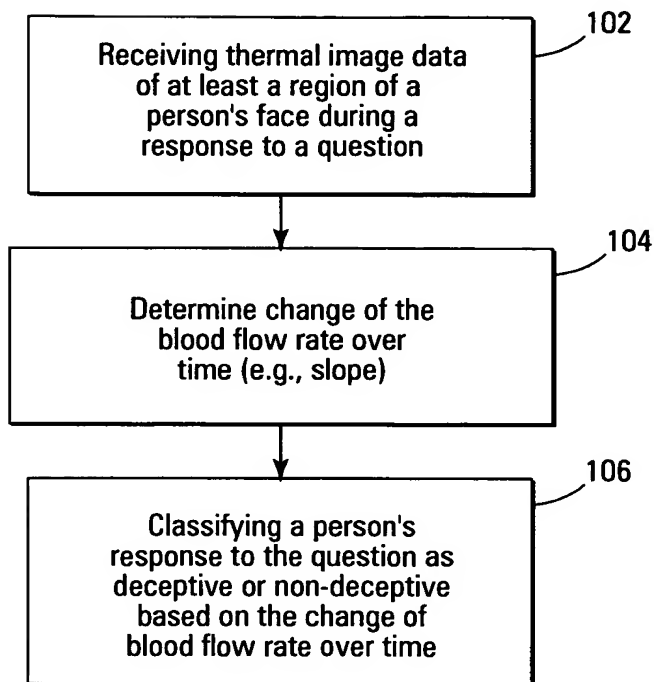 102
Receiving thermal image data
of at least a region of a
person's face during a
response to a question
104
Determine change of the
blood flow rate over
time (e.g., slope)
106
Classifying a person's
response to the question as
deceptive or non-deceptive
based on the change of
blood flow rate over time